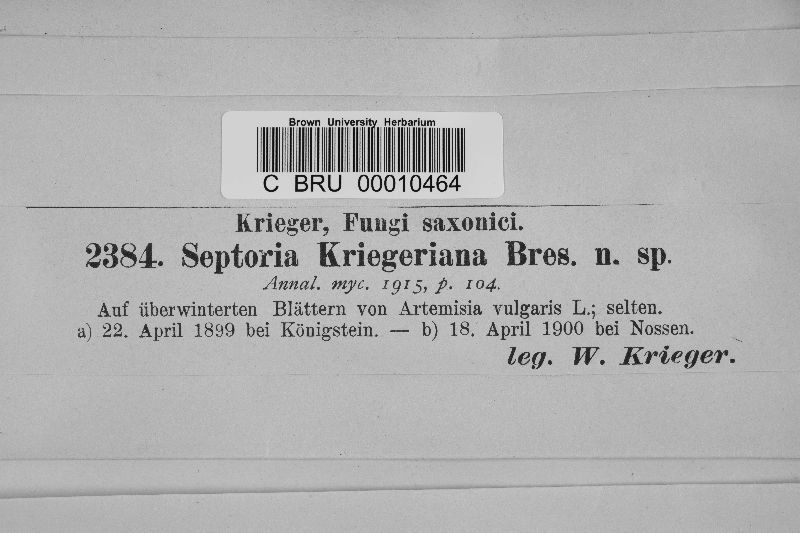 Brown University Herbarium
C BRU 00010464
Krieger, Fungi saxonici.
2384. Septoria Kriegeriana Bres. n. sp.
Annal. myc. 1915, p. 104.
Auf überwinterten Blättern von Artemisia vulgaris L.; selten.
a) 22. April 1899 bei Königstein. — b) 18. April 1900 bei Nossen.
leg. W. Krieger.